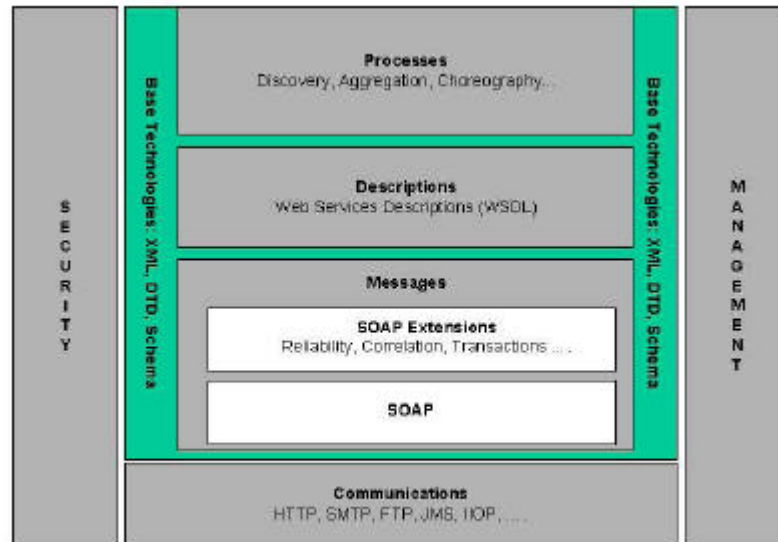 SECURITY
Base Technologies: XML, DTD, Schema
Processes
Discovery, Aggregation, Choreography...
Descriptions
Web Services Descriptions (WSDL)
Messages
SOAP Extensions
Reliability, Correlation, Transactions ....
SOAP
Base Technologies: XML, DTD, Schema
MANAGEMENT
Communications
HTTP, SMTP, FTP, JMS, IIOP, ....